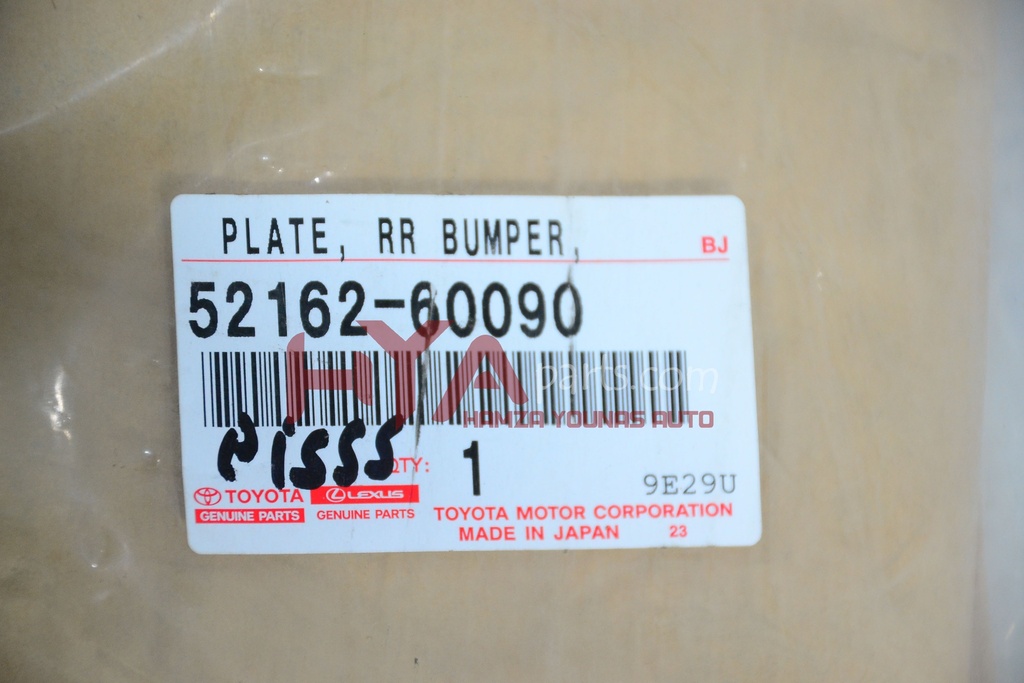 PLATE, RR BUMPER, BJ
52162-60090
HYA parts.com
HAMZA YOUNAS AUTO
QTY: 1 9E29U
TOYOTA LEXUS
GENUINE PARTS GENUINE PARTS
TOYOTA MOTOR CORPORATION
MADE IN JAPAN 23